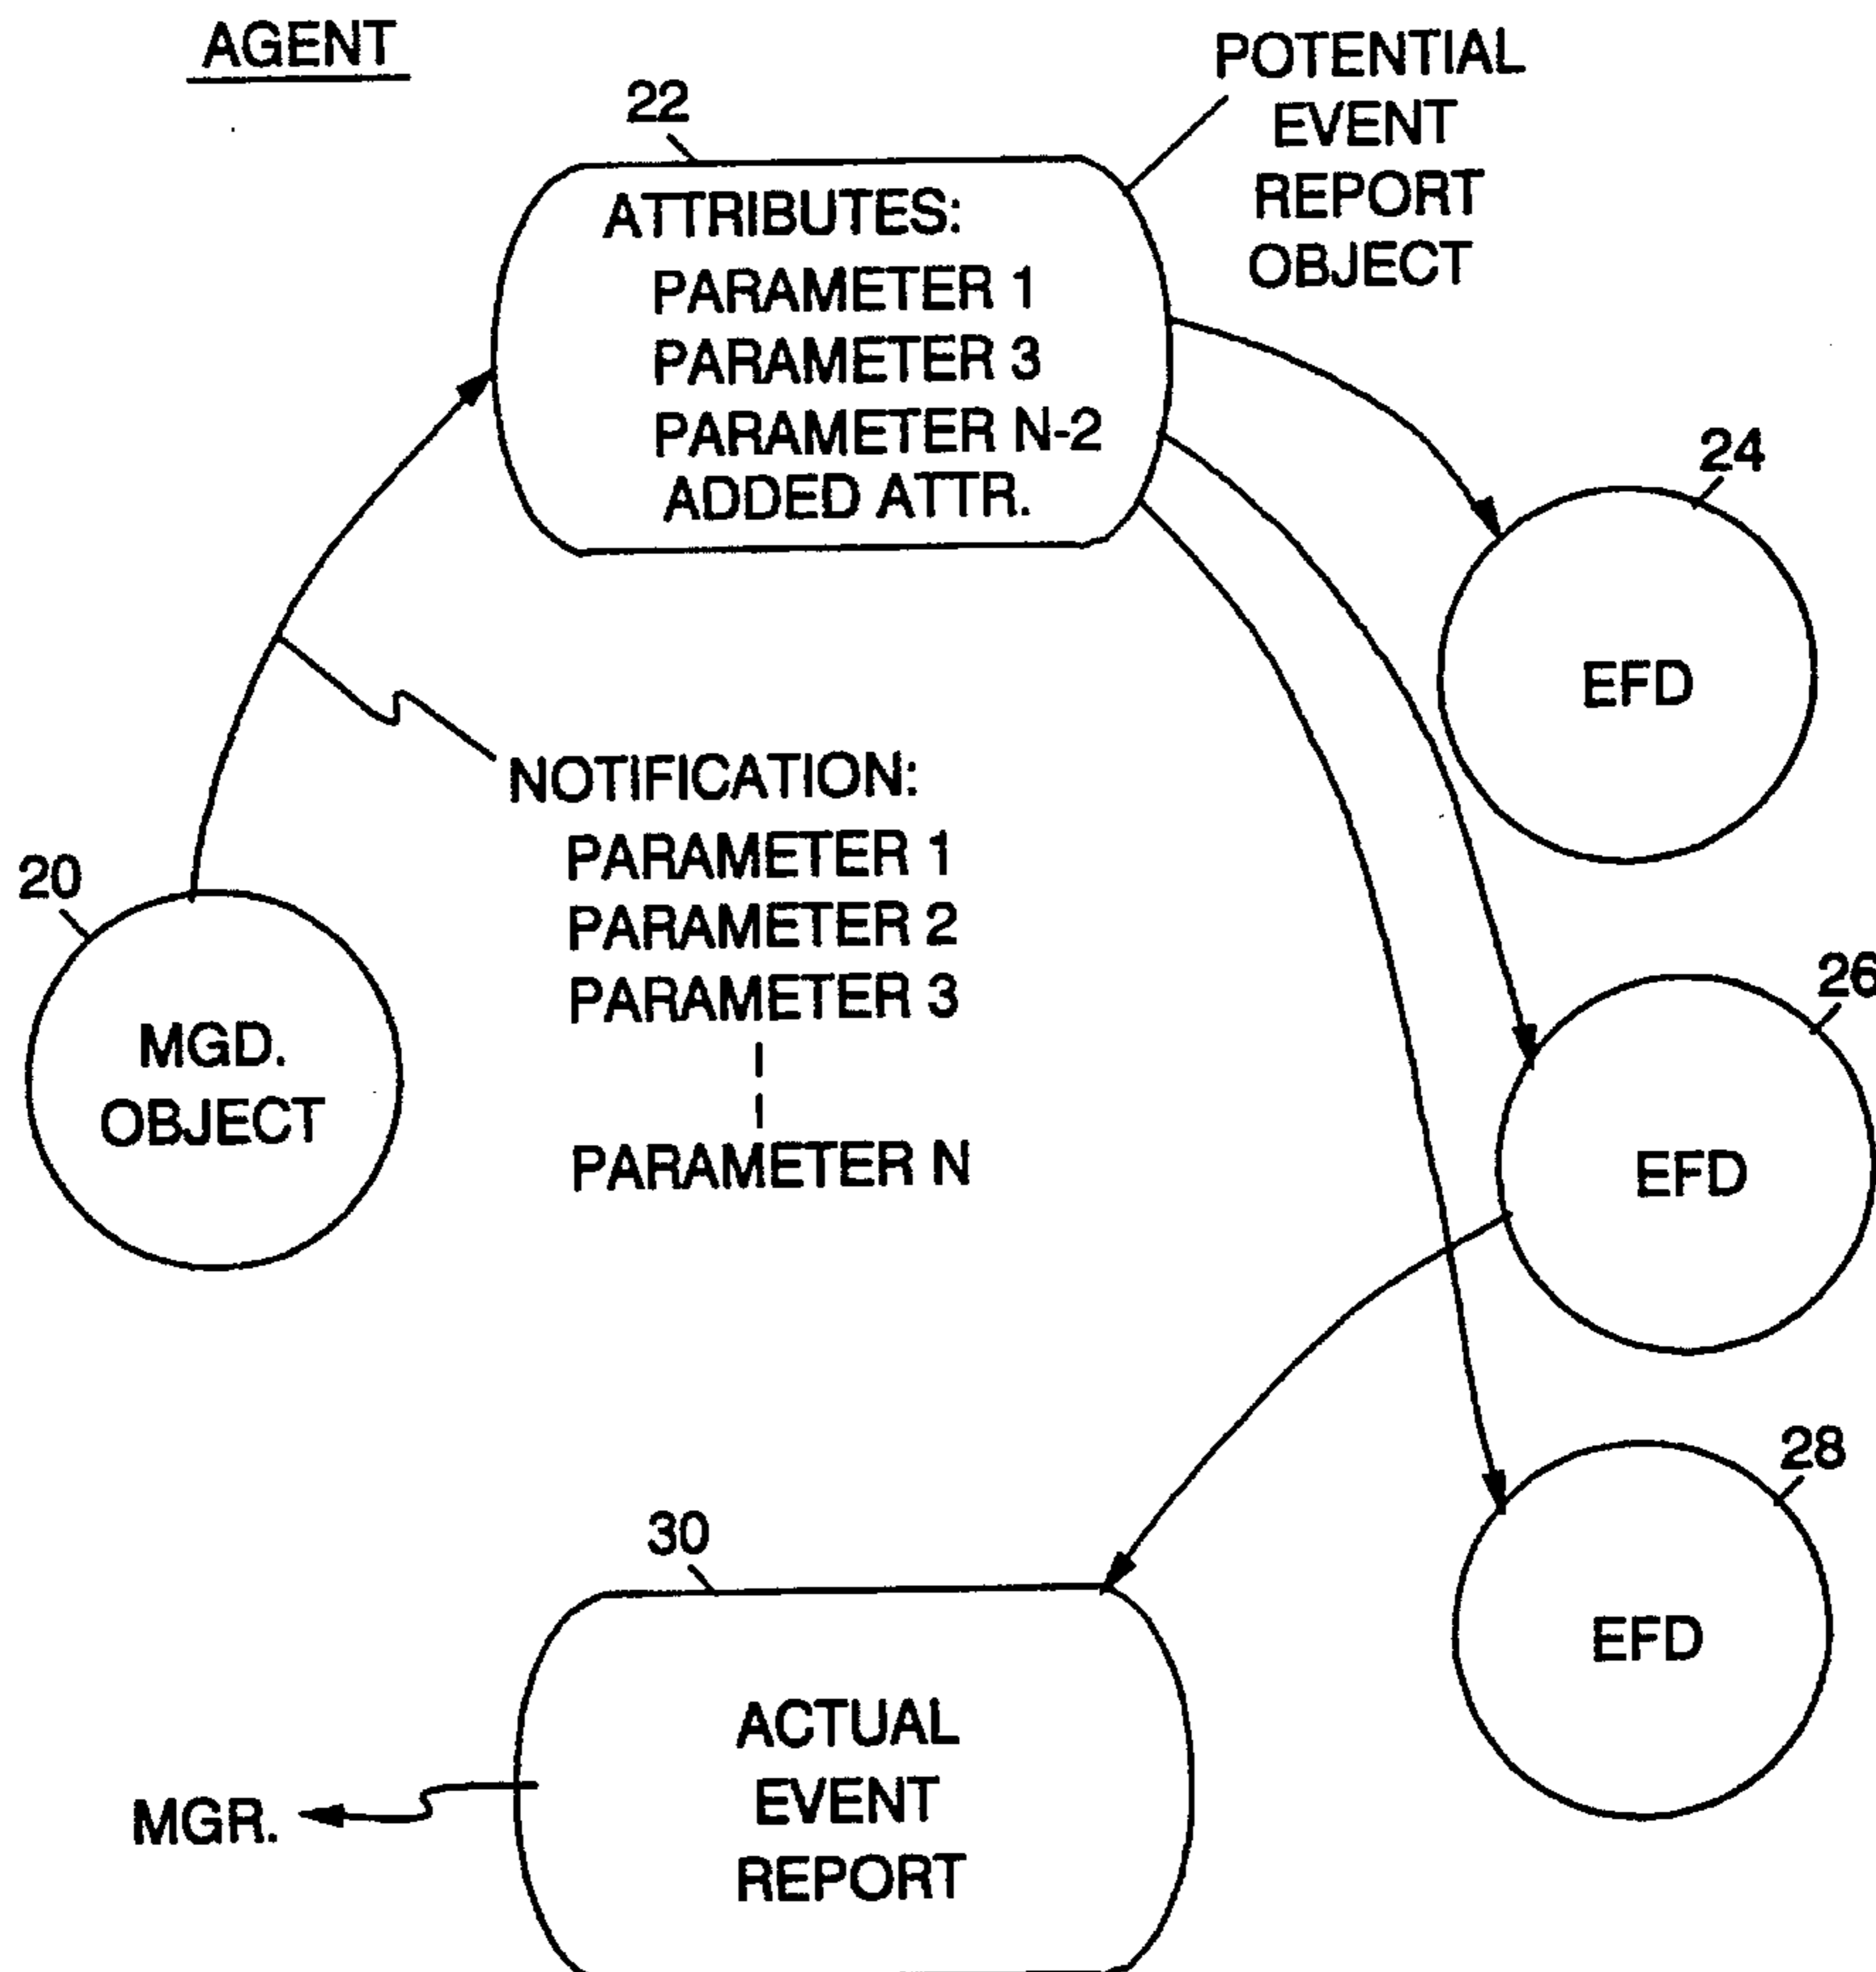 AGENT
22
POTENTIAL
EVENT
REPORT
OBJECT
ATTRIBUTES:
PARAMETER 1
PARAMETER 3
PARAMETER N-2
ADDED ATTR.
24
EFD
NOTIFICATION:
PARAMETER 1
PARAMETER 2
PARAMETER 3
PARAMETER N
20
MGD.
OBJECT
26
EFD
28
EFD
30
ACTUAL
EVENT
REPORT
MGR.